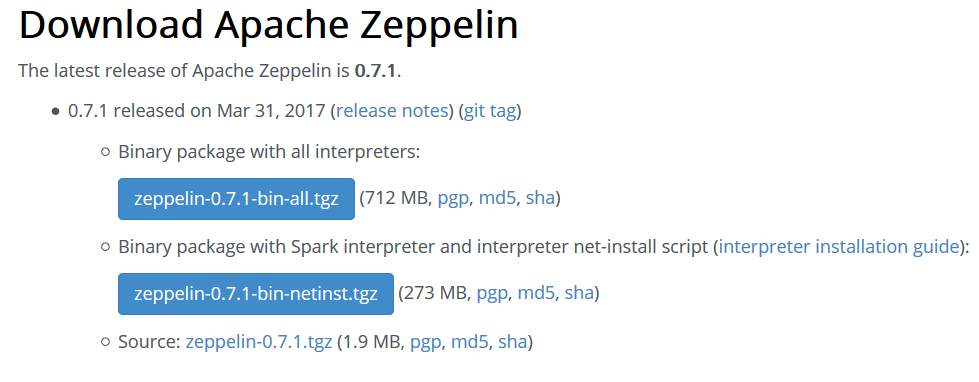 Download Apache Zeppelin
The latest release of Apache Zeppelin is 0.7.1.
0.7.1 released on Mar 31, 2017 (release notes) (git tag)
Binary package with all interpreters:
zeppelin-0.7.1-bin-all.tgz (712 MB, pgp, md5, sha)
Binary package with Spark interpreter and interpreter net-install script (interpreter installation guide):
zeppelin-0.7.1-bin-netinst.tgz (273 MB, pgp, md5, sha)
Source: zeppelin-0.7.1.tgz (1.9 MB, pgp, md5, sha)